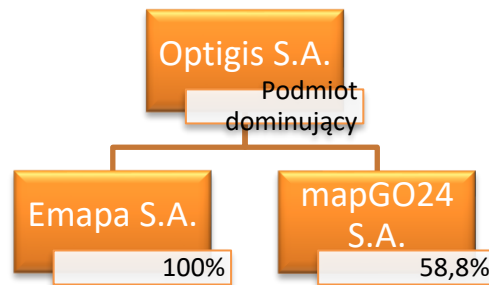 Optigis S.A.
Podmiot
dominujący
Emapa S.A.
100%
mapGO24
S.A.
58,8%